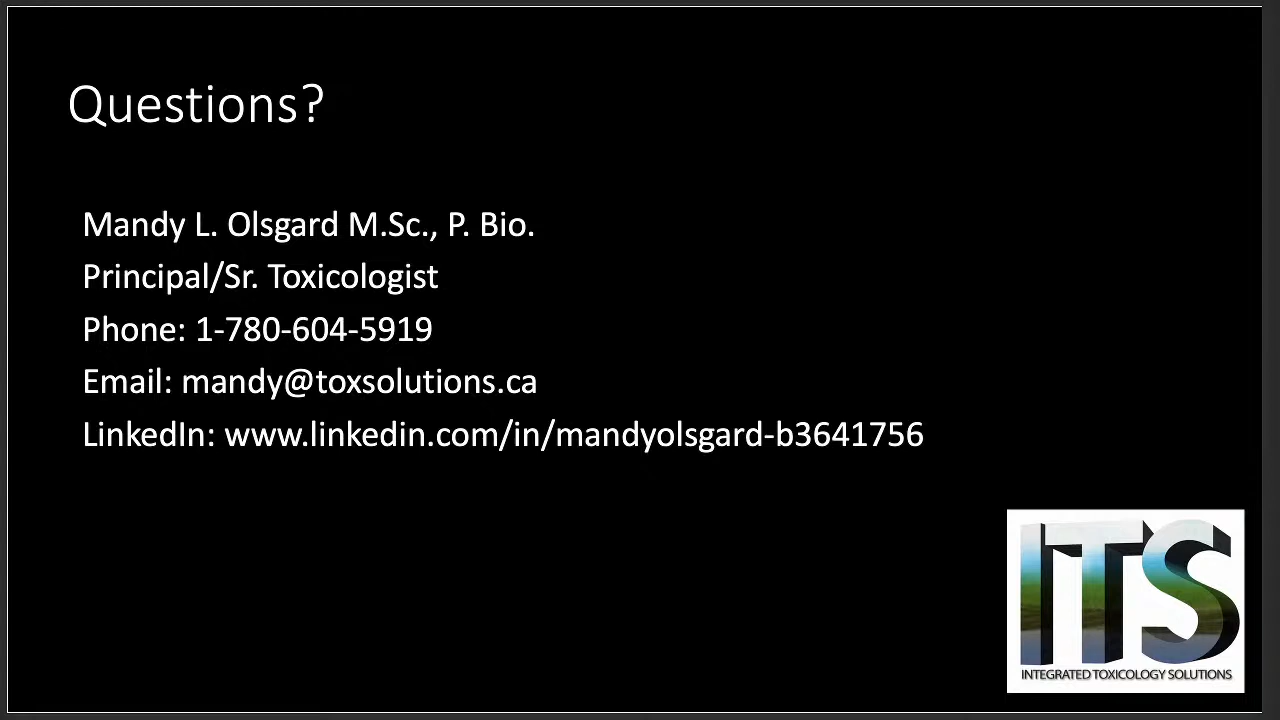 Questions?
Mandy L. Olsgard M.Sc., P. Bio.
Principal/Sr. Toxicologist
Phone: 1-780-604-5919
Email: mandy@toxsolutions.ca
LinkedIn: www.linkedin.com/in/mandyolsgard-b3641756
ITS
INTEGRATED TOXICOLOGY SOLUTIONS